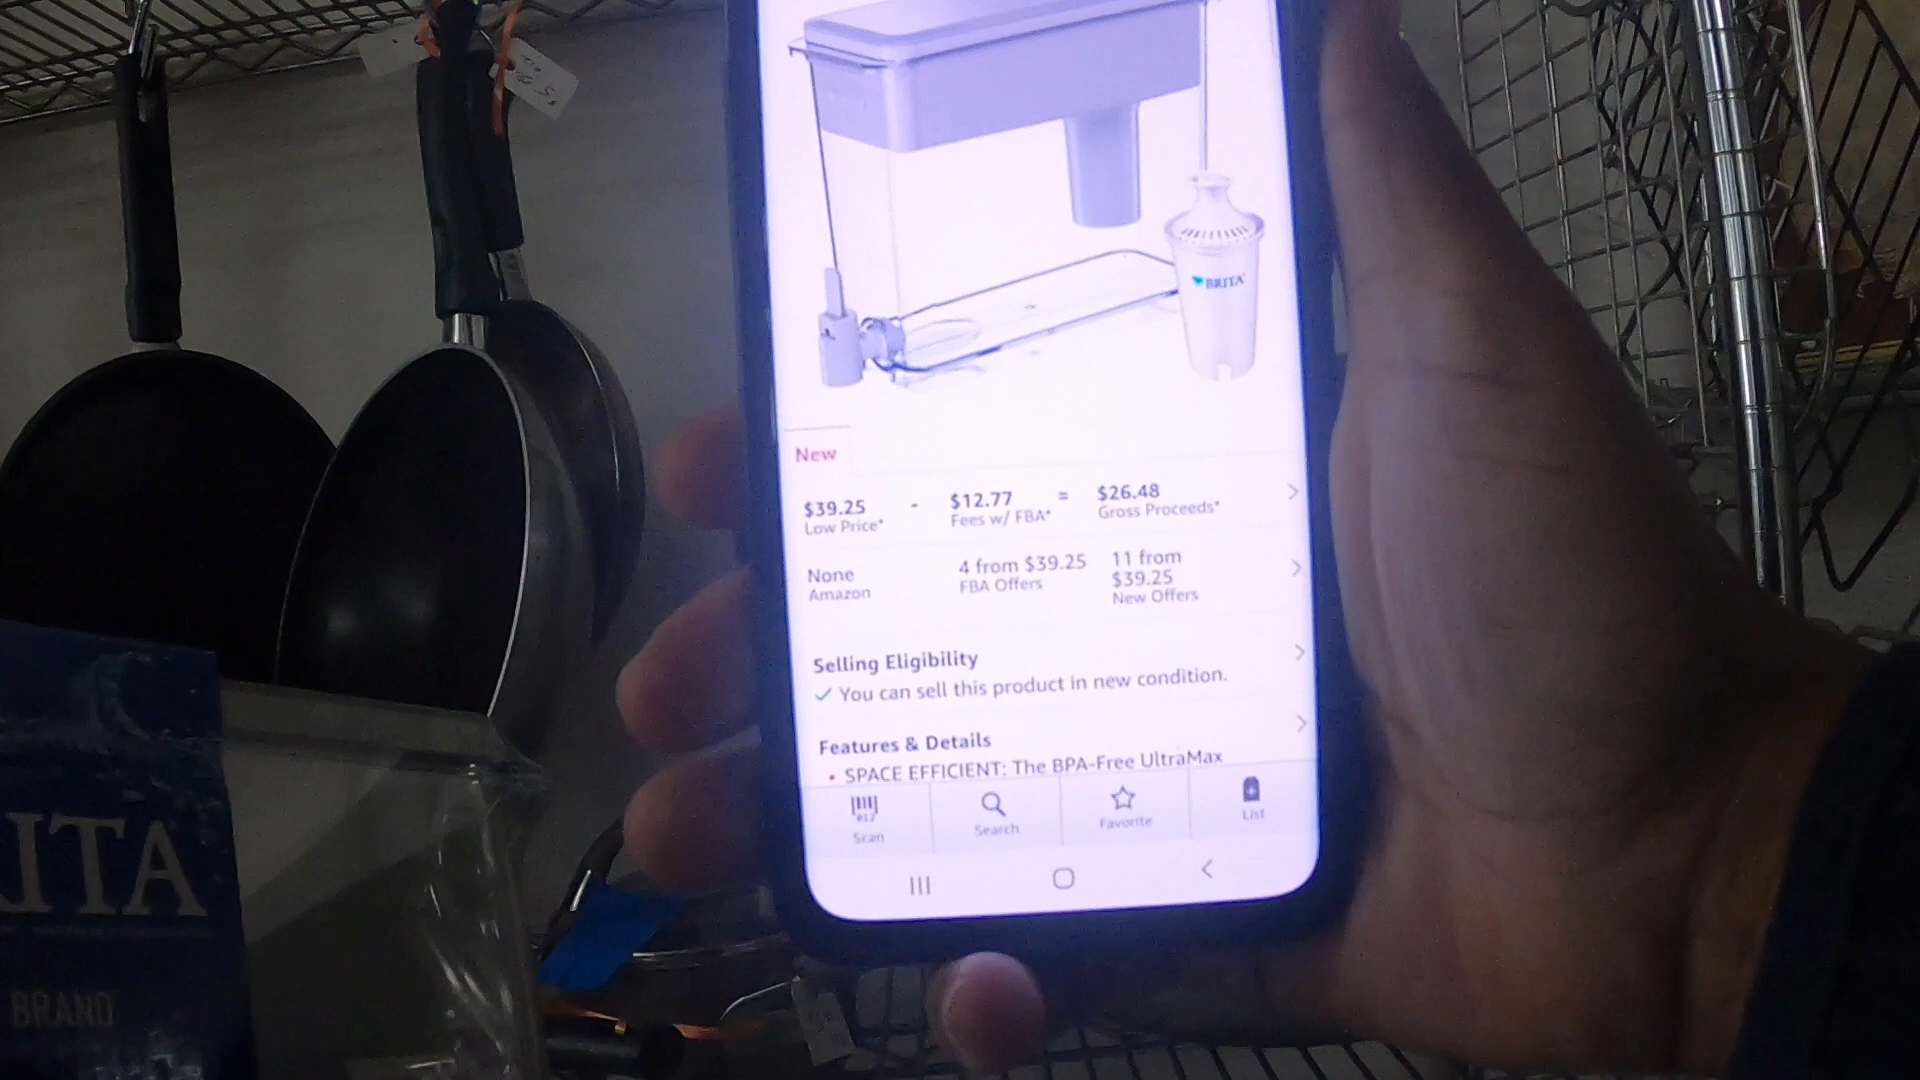 BRITA
New
$39.25 - $12.77 = $26.48
Low Price* Fees w/ FBA* Gross Proceeds*
None 4 from $39.25 11 from
$39.25
Amazon FBA Offers New Offers
Selling Eligibility
✓ You can sell this product in new condition.
Features & Details
• SPACE EFFICIENT: The BPA-Free UltraMax
Scan Search Favorite List
ITA
BRAND